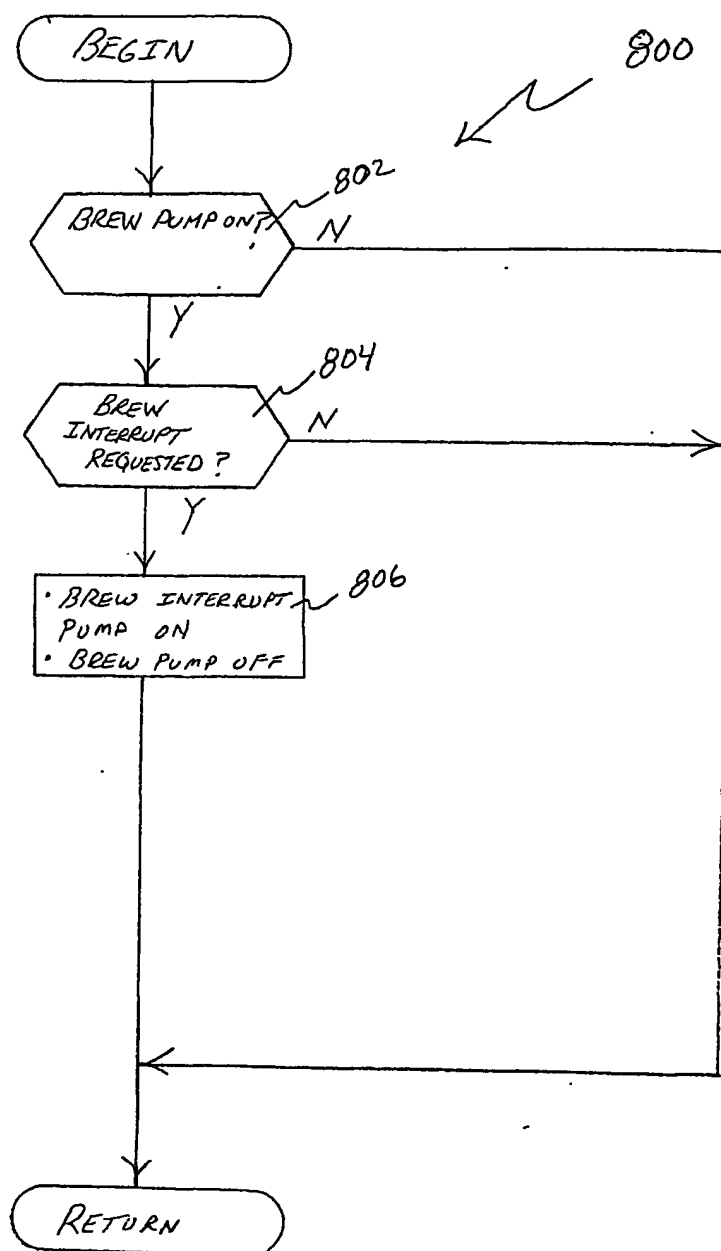 BEGIN
800
802
BREW PUMP ON?
N
Y
804
BREW
INTERRUPT
REQUESTED?
N
Y
806
· BREW INTERRUPT
PUMP ON
· BREW PUMP OFF
RETURN